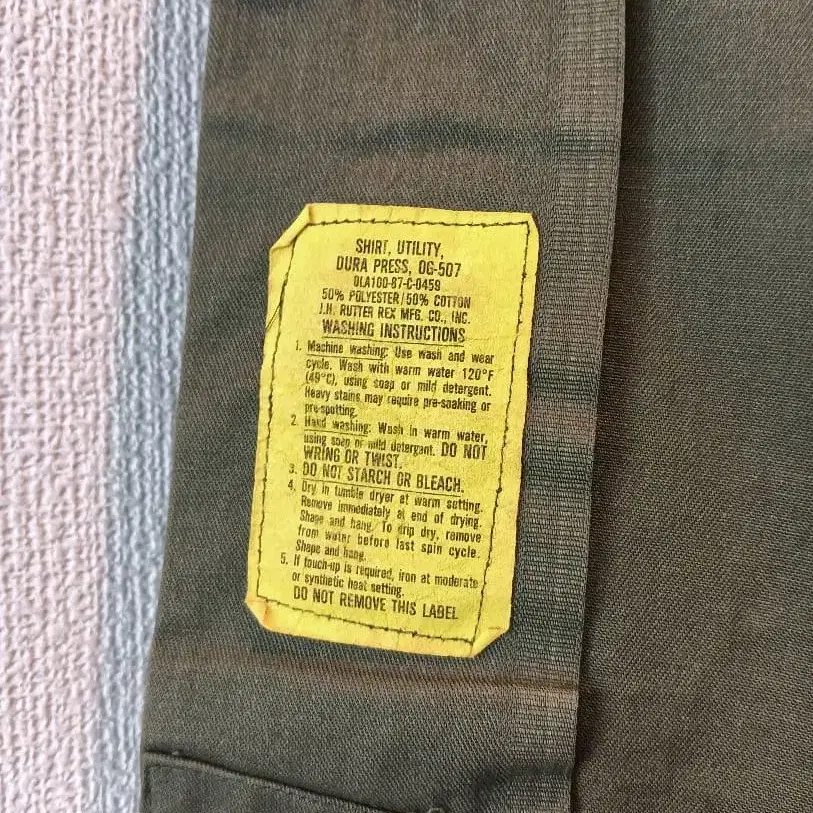 SHIRT, UTILITY,
DURA PRESS, OG-507
DLA100-87-C-0459
50% POLYESTER/50% COTTON
J.H. RUTTER REX MFG. CO., INC.
WASHING INSTRUCTIONS
1. Machine washing: Use wash and wear
cycle. Wash with warm water 120°F
(49°C), using soap or mild detergent.
Heavy stains may require pre-soaking or
pre-spotting.
2. Hand washing: Wash in warm water,
using soap or mild detergent. DO NOT
WRING OR TWIST.
3. DO NOT STARCH OR BLEACH.
4. Dry in tumble dryer at warm setting.
Remove immediately at end of drying.
Shape and hang. To drip dry, remove
from water before last spin cycle.
Shape and hang.
5. If touch-up is required, iron at moderate
or synthetic heat setting.
DO NOT REMOVE THIS LABEL